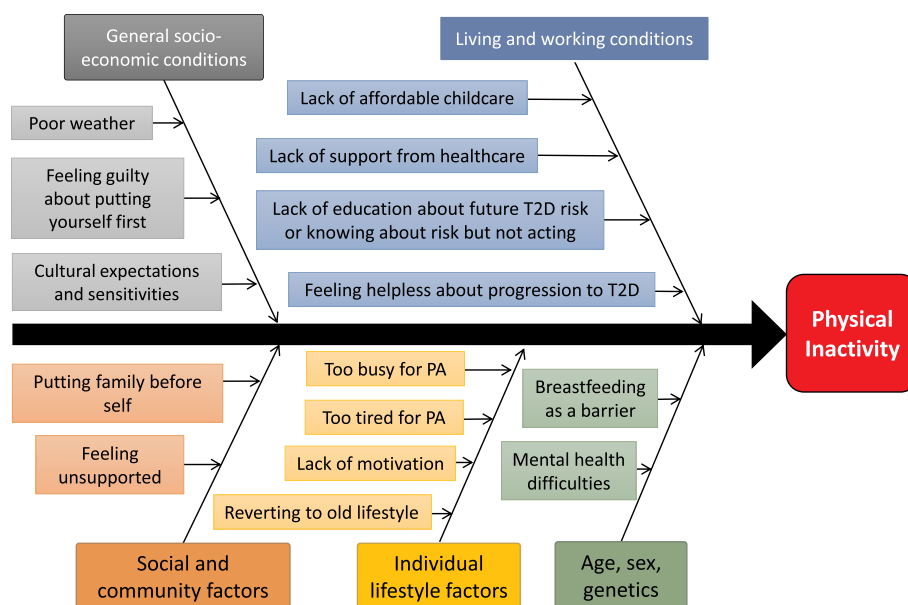 General socio-
economic conditions
Living and working conditions
Poor weather
Feeling guilty
about putting
yourself first
Cultural expectations
and sensitivities
Lack of affordable childcare
Lack of support from healthcare
Lack of education about future T2D risk
or knowing about risk but not acting
Feeling helpless about progression to T2D
Physical
Inactivity
Putting family before
self
Feeling
unsupported
Too busy for PA
Too tired for PA
Lack of motivation
Reverting to old lifestyle
Breastfeeding
as a barrier
Mental health
difficulties
Social and
community factors
Individual
lifestyle factors
Age, sex,
genetics